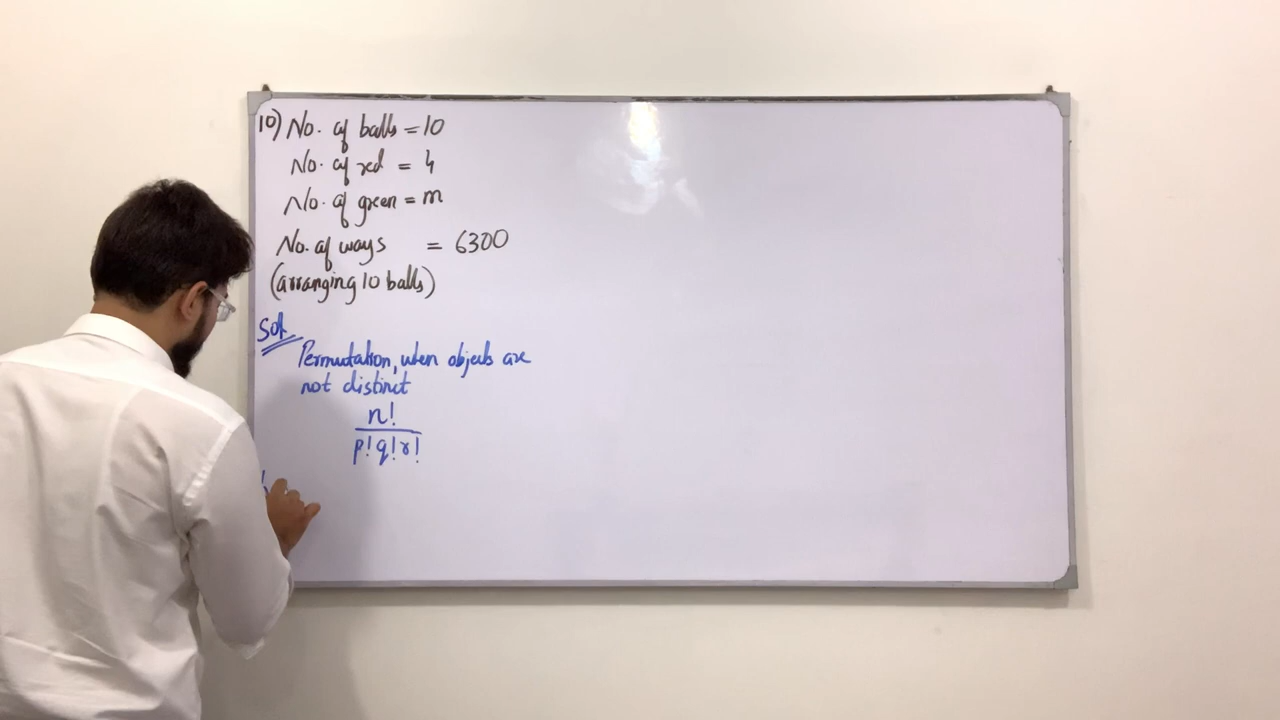 10) No. of balls = 10
No. of red = 4
No. of green = m
No. of ways = 6300
(arranging 10 balls)
Sol
Permutation, when objects are
not distinct
n!
p! q! r!